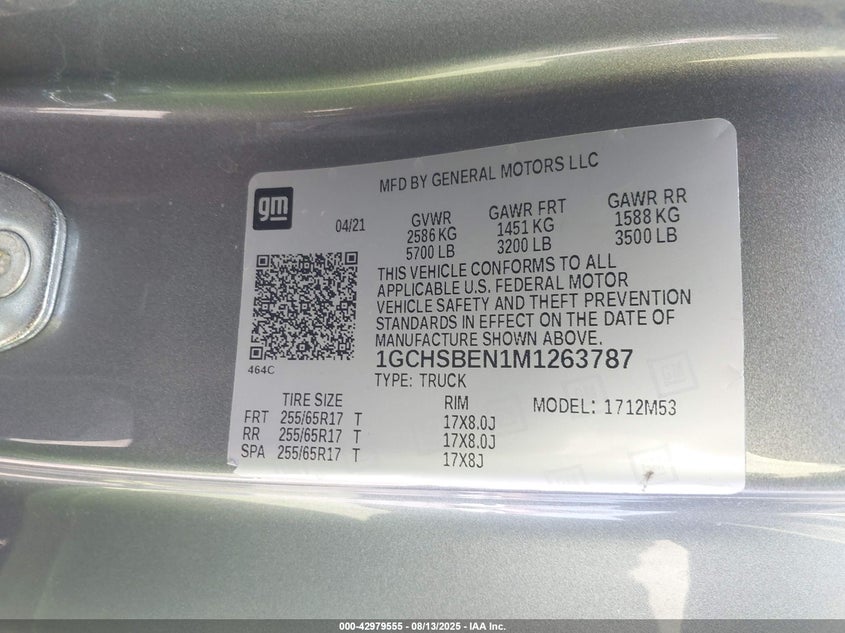 MFD BY GENERAL MOTORS LLC
gm
04/21 GVWR GAWR FRT GAWR RR
2586 KG 1451 KG 1588 KG
5700 LB 3200 LB 3500 LB
THIS VEHICLE CONFORMS TO ALL
APPLICABLE U.S. FEDERAL MOTOR
VEHICLE SAFETY AND THEFT PREVENTION
STANDARDS IN EFFECT ON THE DATE OF
MANUFACTURE SHOWN ABOVE.
464C
1GCHSBEN1M1263787
TYPE: TRUCK
TIRE SIZE RIM MODEL: 1712M53
FRT 255/65R17 T 17X8.0J
RR 255/65R17 T 17X8.0J
SPA 255/65R17 T 17X8J
000-42979555 - 08/13/2025 - IAA Inc.